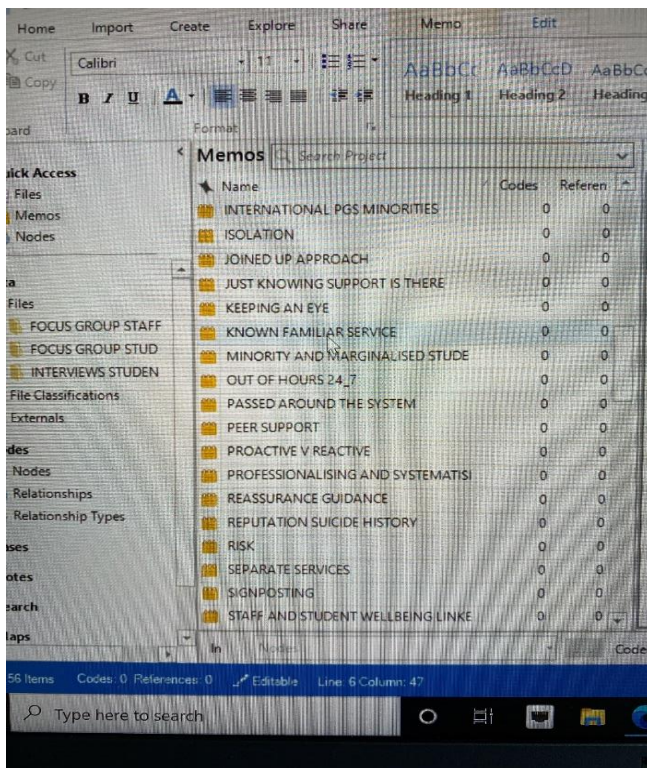 Home Import Create Explore Share Memo Edit
Cut
Copy
Calibri 11
B I U A
AaBbCc AaBbCcD AaBbCc
Heading 1 Heading 2 Heading
Format
Quick Access
Files
Memos
Nodes
Files
FOCUS GROUP STAFF
FOCUS GROUP STUD
INTERVIEWS STUDEN
File Classifications
Externals
Nodes
Relationships
Relationship Types
Memos Search Project
Name Codes Referen
INTERNATIONAL PGS MINORITIES 0 0
ISOLATION 0 0
JOINED UP APPROACH 0 0
JUST KNOWING SUPPORT IS THERE 0 0
KEEPING AN EYE 0 0
KNOWN FAMILIAR SERVICE 0 0
MINORITY AND MARGINALISED STUDE 0 0
OUT OF HOURS 24_7 0 0
PASSED AROUND THE SYSTEM 0 0
PEER SUPPORT 0 0
PROACTIVE V REACTIVE 0 0
PROFESSIONALISING AND SYSTEMATISI 0 0
REASSURANCE GUIDANCE 0 0
REPUTATION SUICIDE HISTORY 0 0
RISK 0 0
SEPARATE SERVICES 0 0
SIGNPOSTING 0 0
STAFF AND STUDENT WELLBEING LINKE 0 0
In Nodes Code
56 Items Codes: 0 References: 0 Editable Line: 6 Column: 47
Type here to search